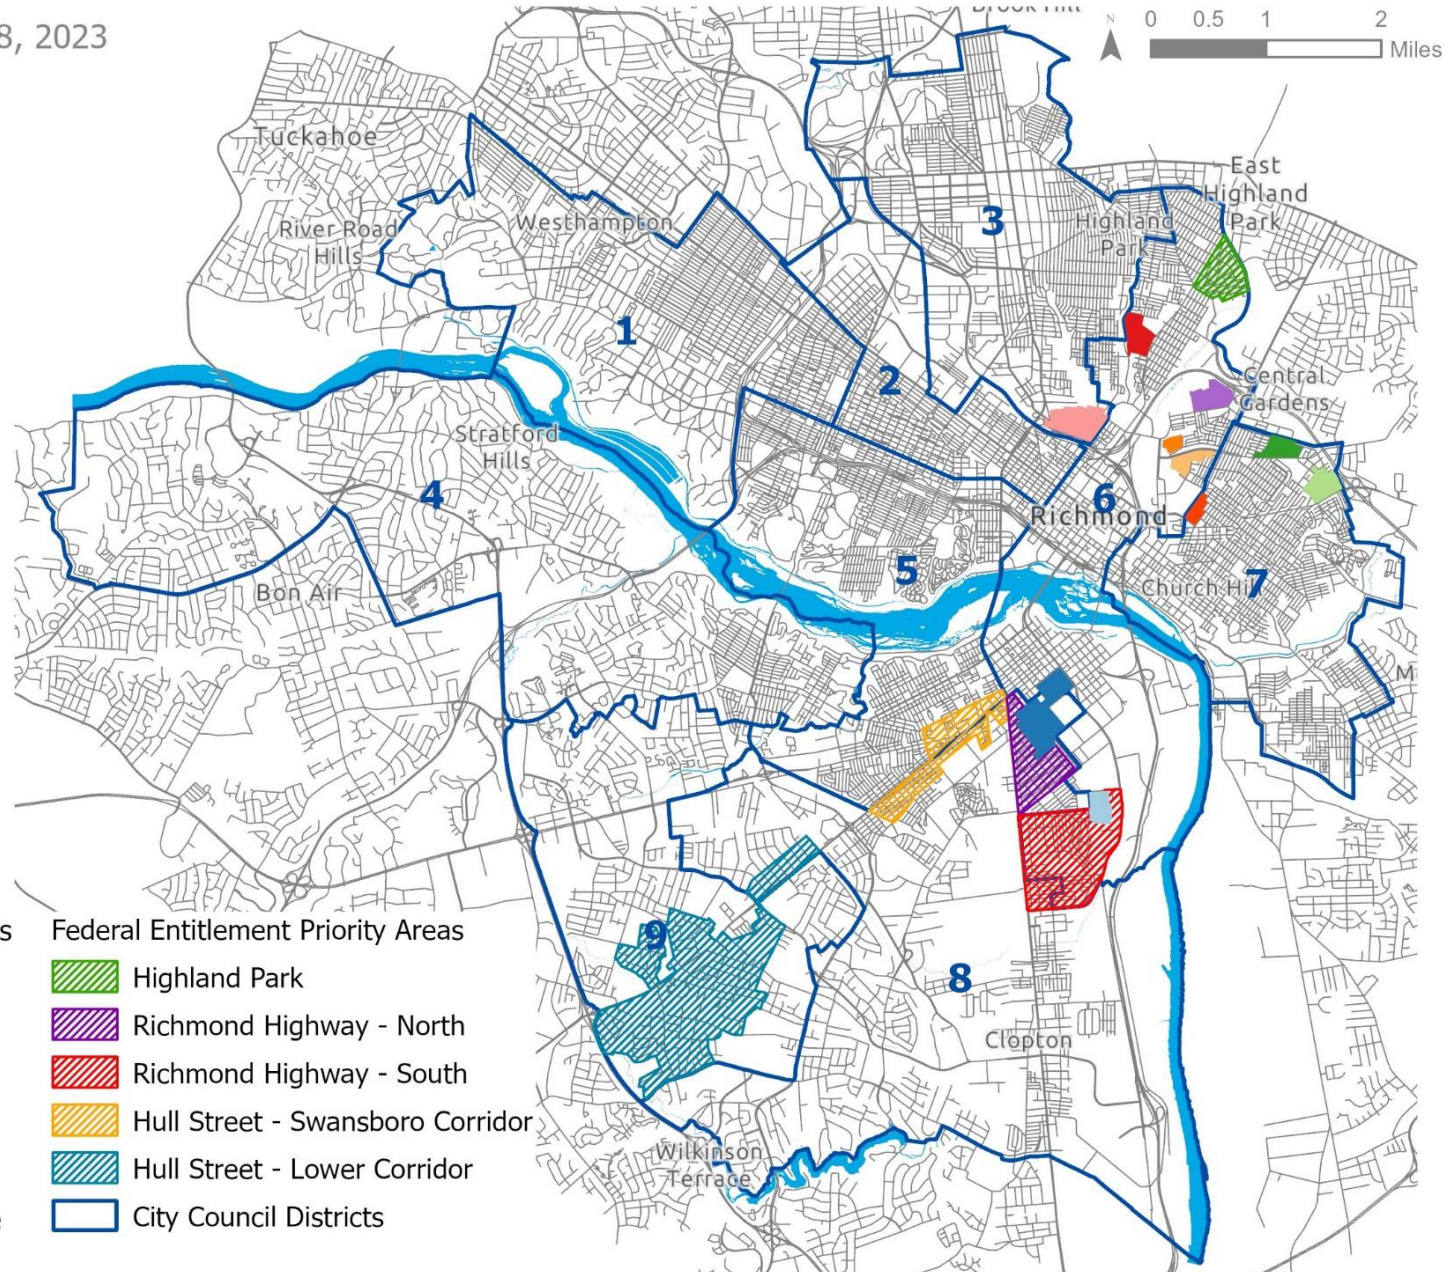 8, 2023
N
0 0.5 1 2
Miles
Tuckahoe
East
Highland
Park
River Road
Hills
Westhampton
3
Highland
Park
1
2
Central
Gardens
Stratford
Hills
4
6
Richmond
5
Bon Air
Church Hill
7
M
9
8
Clopton
Wilkinson
Terrace
s
Federal Entitlement Priority Areas
Highland Park
Richmond Highway - North
Richmond Highway - South
Hull Street - Swansboro Corridor
Hull Street - Lower Corridor
City Council Districts